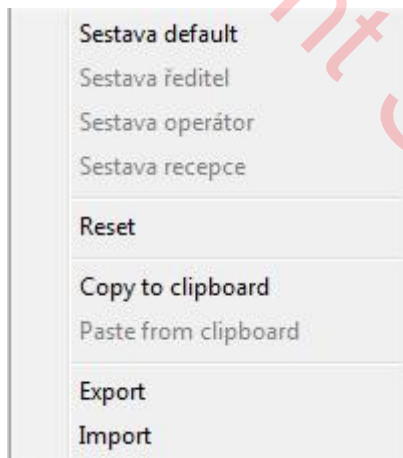 Sestava default
Sestava ředitel
Sestava operátor
Sestava recepce
Reset
Copy to clipboard
Paste from clipboard
Export
Import